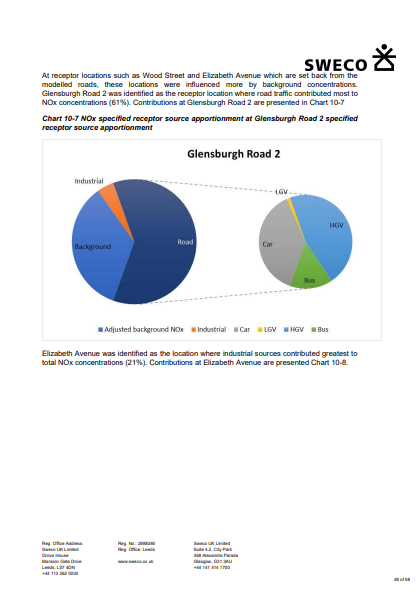 SWECO
At receptor locations such as Wood Street and Elizabeth Avenue which are set back from the
modelled roads, these locations were influenced more by background concentrations.
Glensburgh Road 2 was identified as the receptor location where road traffic contributed most to
NOx concentrations (61%). Contributions at Glensburgh Road 2 are presented in Chart 10-7
Chart 10-7 NOx specified receptor source apportionment at Glensburgh Road 2 specified
receptor source apportionment
Glensburgh Road 2
Industrial
LGV
HGV
Road
Car
Background
Bus
Adjusted background NOx Industrial Car LGV HGV Bus
Elizabeth Avenue was identified as the location where industrial sources contributed greatest to
total NOx concentrations (21%). Contributions at Elizabeth Avenue are presented Chart 10-8.
Reg. Office Address:
Sweco UK Limited
Grove House
Mansion Gate Drive
Leeds, LS7 4DN
+44 113 262 0000
Reg. No.: 2888385
Reg. Office: Leeds
www.sweco.co.uk
Sweco UK Limited
Suite 4.2, City Park
368 Alexandra Parade
Glasgow, G31 3AU
+44 141 414 1700
48 of 68